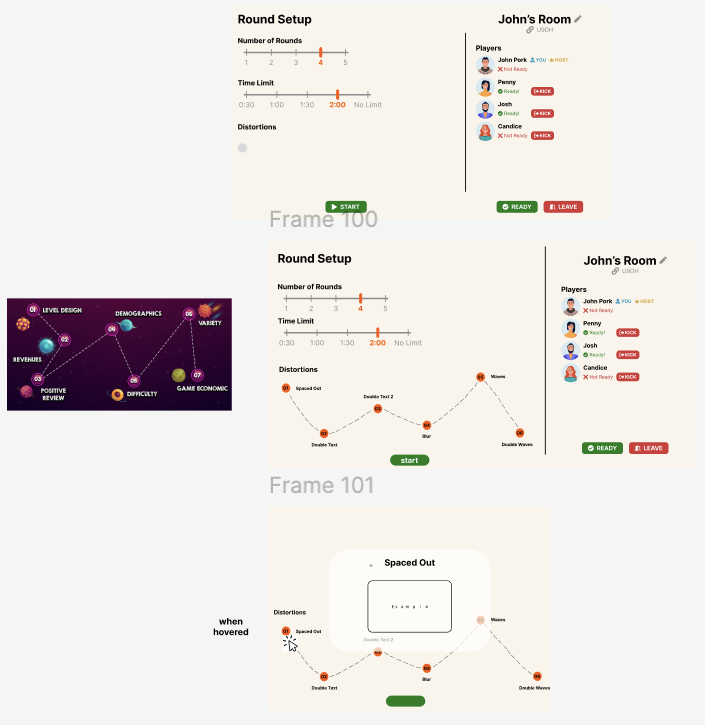 Round Setup
Number of Rounds
1 2 3 4 5
Time Limit
0:30 1:00 1:30 2:00 No Limit
Distortions
START
John's Room
U9DH
Players
John Pork YOU HOST
Not Ready
Penny
Ready! KICK
Josh
Ready! KICK
Candice
Not Ready KICK
READY LEAVE
Frame 100
Round Setup
Number of Rounds
1 2 3 4 5
Time Limit
0:30 1:00 1:30 2:00 No Limit
Distortions
01 Spaced Out
02 Double Text
Double Text 2
03
04 Blur
05 Waves
06 Double Waves
start
John's Room
U9DH
Players
John Pork YOU HOST
Not Ready
Penny
Ready! KICK
Josh
Ready! KICK
Candice
Not Ready KICK
READY LEAVE
01 LEVEL DESIGN
02 REVENUES
03 POSITIVE
REVIEW
DEMOGRAPHICS
04
05 DIFFICULTY
06 VARIETY
07 GAME ECONOMIC
Frame 101
Spaced Out
Example
when
hovered
Distortions
01 Spaced Out
02 Double Text
Double Text 2
04 Blur
Waves
06 Double Waves